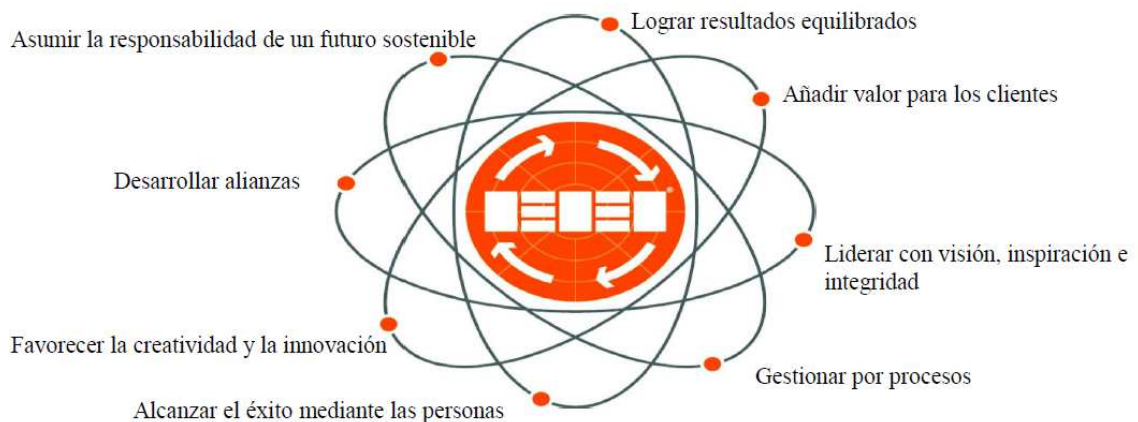 Lograr resultados equilibrados
Asumir la responsabilidad de un futuro sostenible
Añadir valor para los clientes
Desarrollar alianzas
Liderar con visión, inspiración e
integridad
Favorecer la creatividad y la innovación
Gestionar por procesos
Alcanzar el éxito mediante las personas